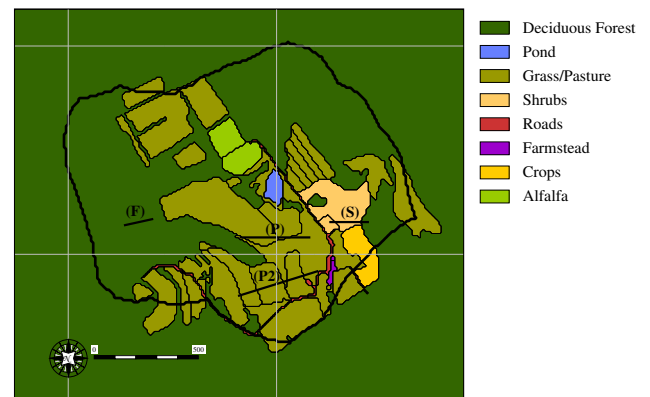 Deciduous Forest
Pond
Grass/Pasture
Shrubs
Roads
Farmstead
Crops
Alfalfa
(F)
(S)
(P)
(P2)
0 500